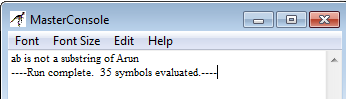 MasterConsole
Font Font Size Edit Help
ab is not a substring of Arun
----Run complete. 35 symbols evaluated.----